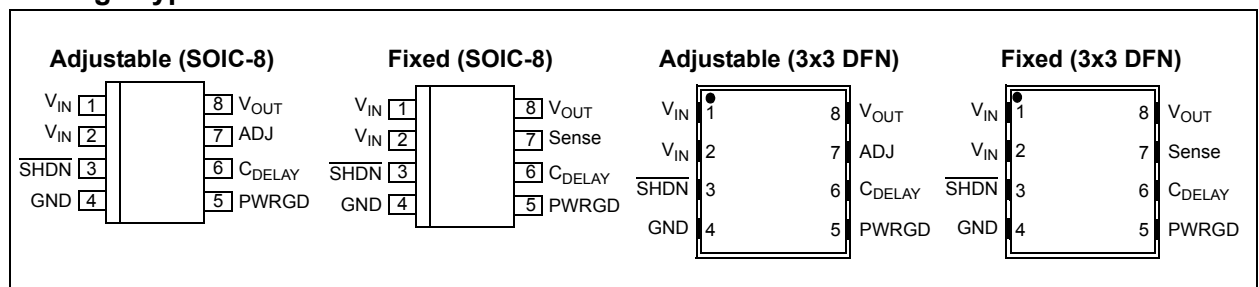 Adjustable (SOIC-8)
VIN 1
VIN 2
SHDN 3
GND 4
8 VOUT
7 ADJ
6 CDELAY
5 PWRGD
Fixed (SOIC-8)
VIN 1
VIN 2
SHDN 3
GND 4
8 VOUT
7 Sense
6 CDELAY
5 PWRGD
Adjustable (3x3 DFN)
VIN 1
VIN 2
SHDN 3
GND 4
8 VOUT
7 ADJ
6 CDELAY
5 PWRGD
Fixed (3x3 DFN)
VIN 1
VIN 2
SHDN 3
GND 4
8 VOUT
7 Sense
6 CDELAY
5 PWRGD